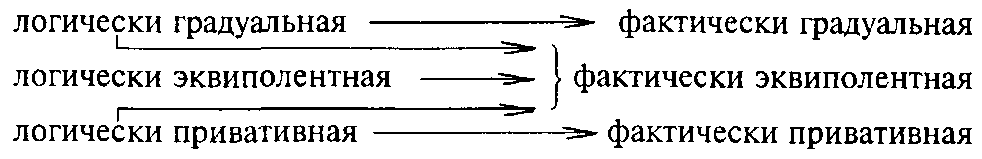 логически градуальная фактически градуальная
логически эквиполентная фактически эквиполентная
логически привативная фактически привативная